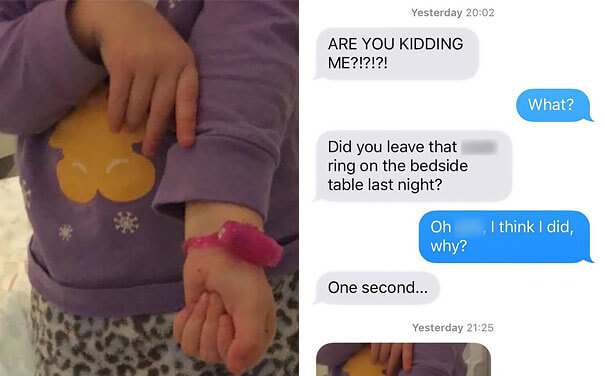 Yesterday 20:02
ARE YOU KIDDING
ME?!?!?!
What?
Did you leave that
ring on the bedside
table last night?
Oh , I think I did,
why?
One second...
Yesterday 21:25